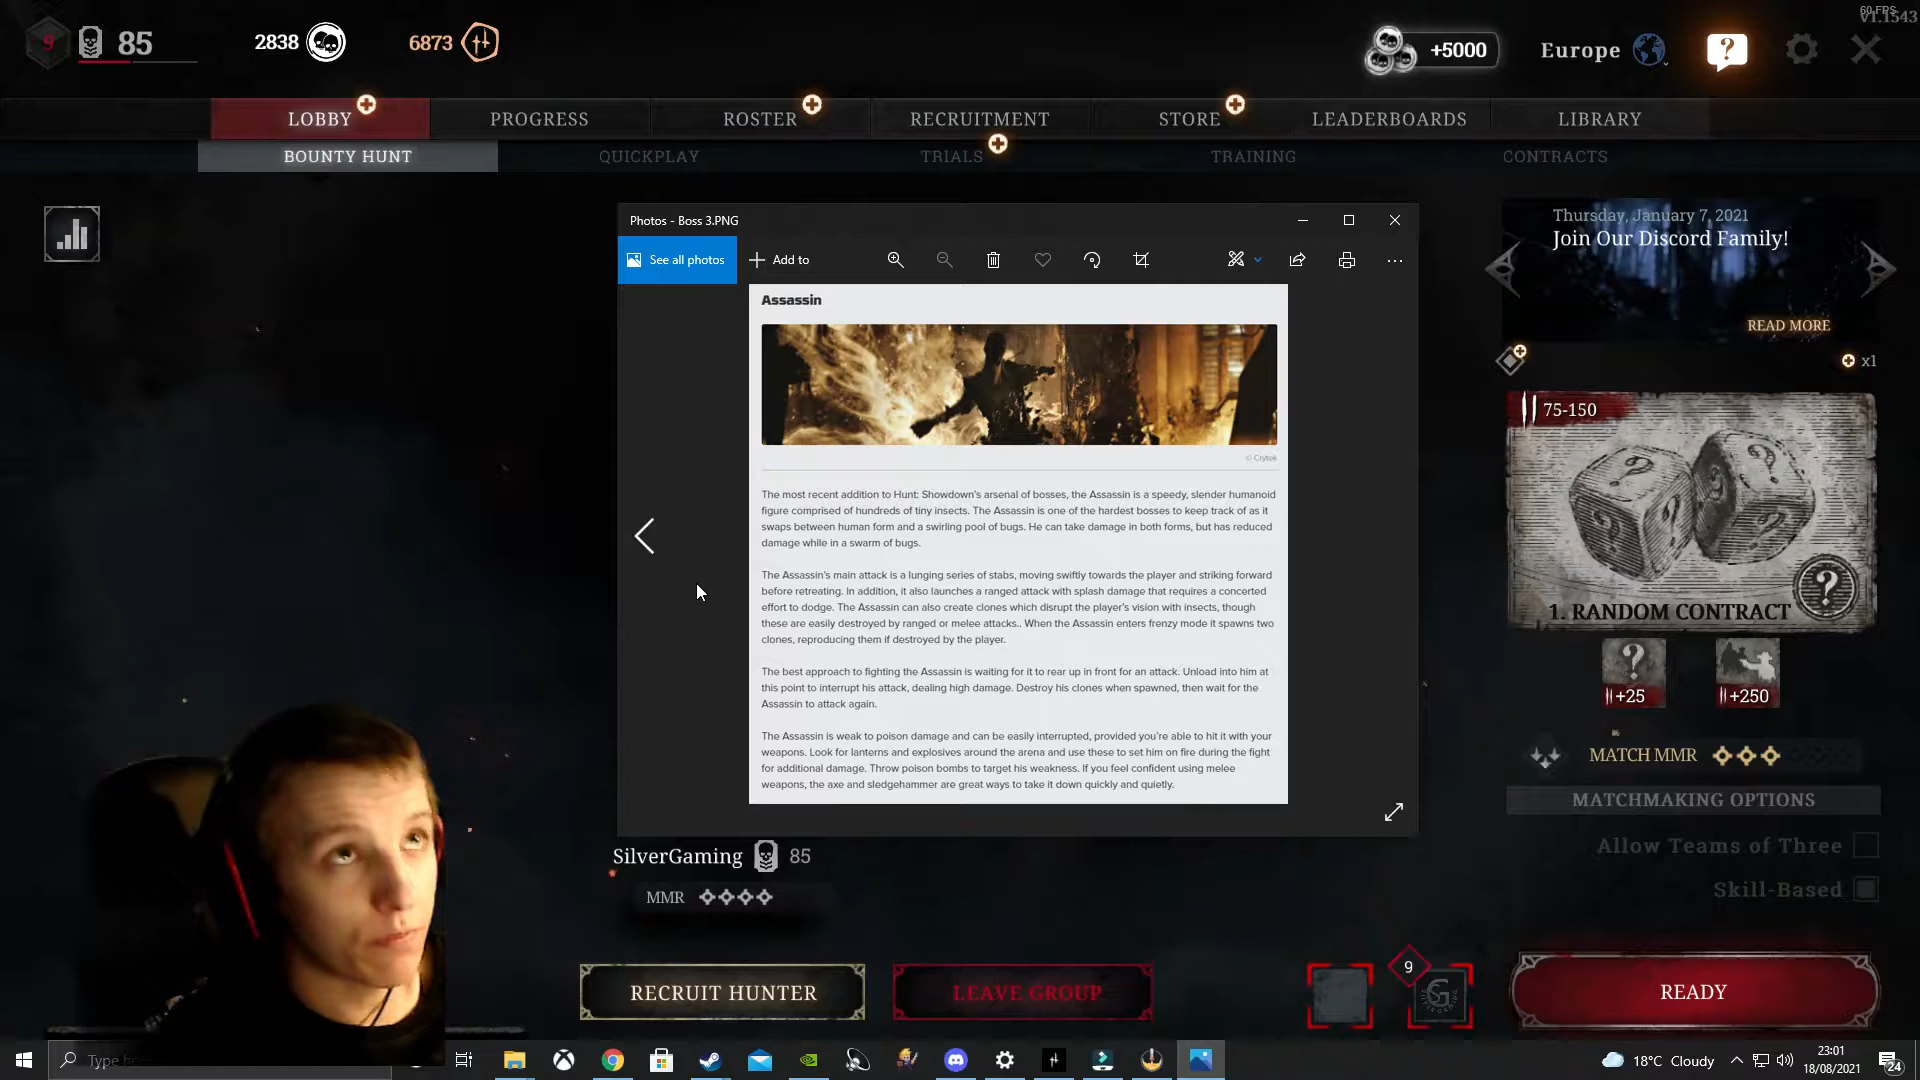 60 FPS
v1.1543
9
85
2838
6873
+5000
Europe
LOBBY
PROGRESS
ROSTER
RECRUITMENT
STORE
LEADERBOARDS
LIBRARY
BOUNTY HUNT
QUICKPLAY
TRIALS
TRAINING
CONTRACTS
Photos - Boss 3.PNG
See all photos
Add to
Assassin
© Crytek
The most recent addition to Hunt: Showdown's arsenal of bosses, the Assassin is a speedy, slender humanoid
figure comprised of hundreds of tiny insects. The Assassin is one of the hardest bosses to keep track of as it
swaps between human form and a swirling pool of bugs. He can take damage in both forms, but has reduced
damage while in a swarm of bugs.
The Assassin's main attack is a lunging series of stabs, moving swiftly towards the player and striking forward
before retreating. In addition, it also launches a ranged attack with splash damage that requires a concerted
effort to dodge. The Assassin can also create clones which disrupt the player's vision with insects, though
these are easily destroyed by ranged or melee attacks.. When the Assassin enters frenzy mode it spawns two
clones, reproducing them if destroyed by the player.
The best approach to fighting the Assassin is waiting for it to rear up in front for an attack. Unload into him at
this point to interrupt his attack, dealing high damage. Destroy his clones when spawned, then wait for the
Assassin to attack again.
The Assassin is weak to poison damage and can be easily interrupted, provided you're able to hit it with your
weapons. Look for lanterns and explosives around the arena and use these to set him on fire during the fight
for additional damage. Throw poison bombs to target his weakness. If you feel confident using melee
weapons, the axe and sledgehammer are great ways to take it down quickly and quietly.
Thursday, January 7, 2021
Join Our Discord Family!
READ MORE
x1
75-150
1. RANDOM CONTRACT
+25
+250
MATCH MMR
MATCHMAKING OPTIONS
Allow Teams of Three
Skill-Based
SilverGaming
85
MMR
RECRUIT HUNTER
LEAVE GROUP
9
READY
Type he
18°C Cloudy
23:01
18/08/2021
24